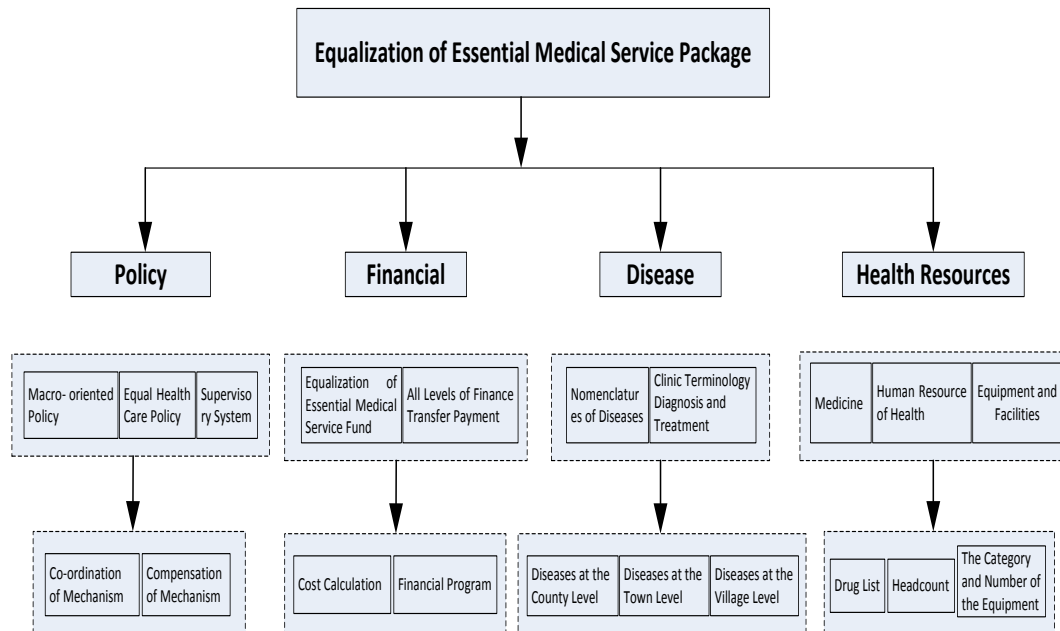 Equalization of Essential Medical Service Package
Policy
Financial
Disease
Health Resources
Macro- oriented
Policy
Equal Health
Care Policy
Superviso
ry System
Equalization of
Essential Medical
Service Fund
All Levels of Finance
Transfer Payment
Nomenclatur
es of Diseases
Clinic Terminology
Diagnosis and
Treatment
Medicine
Human Resource
of Health
Equipment and
Facilities
Co-ordination
of Mechanism
Compensation
of Mechanism
Cost Calculation
Financial Program
Diseases at the
County Level
Diseases at the
Town Level
Diseases at the
Village Level
Drug List
Headcount
The Category
and Number of
the Equipment